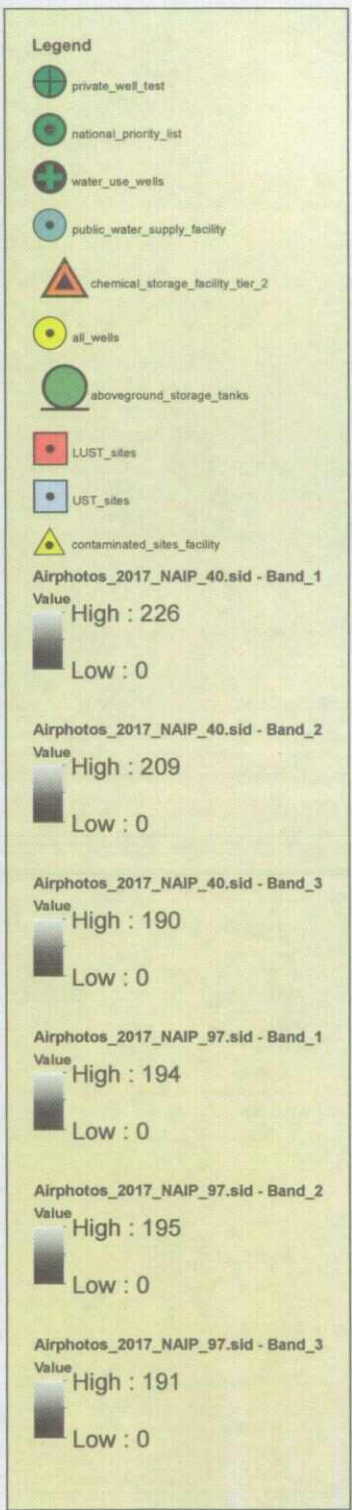 Legend
private_well_test
national_priority_list
water_use_wells
public_water_supply_facility
chemical_storage_facility_tier_2
all_wells
aboveground_storage_tanks
LUST_sites
UST_sites
contaminated_sites_facility
Airphotos_2017_NAIP_40.sid - Band_1
Value
High : 226
Low : 0
Airphotos_2017_NAIP_40.sid - Band_2
Value
High : 209
Low : 0
Airphotos_2017_NAIP_40.sid - Band_3
Value
High : 190
Low : 0
Airphotos_2017_NAIP_97.sid - Band_1
Value
High : 194
Low : 0
Airphotos_2017_NAIP_97.sid - Band_2
Value
High : 195
Low : 0
Airphotos_2017_NAIP_97.sid - Band_3
Value
High : 191
Low : 0